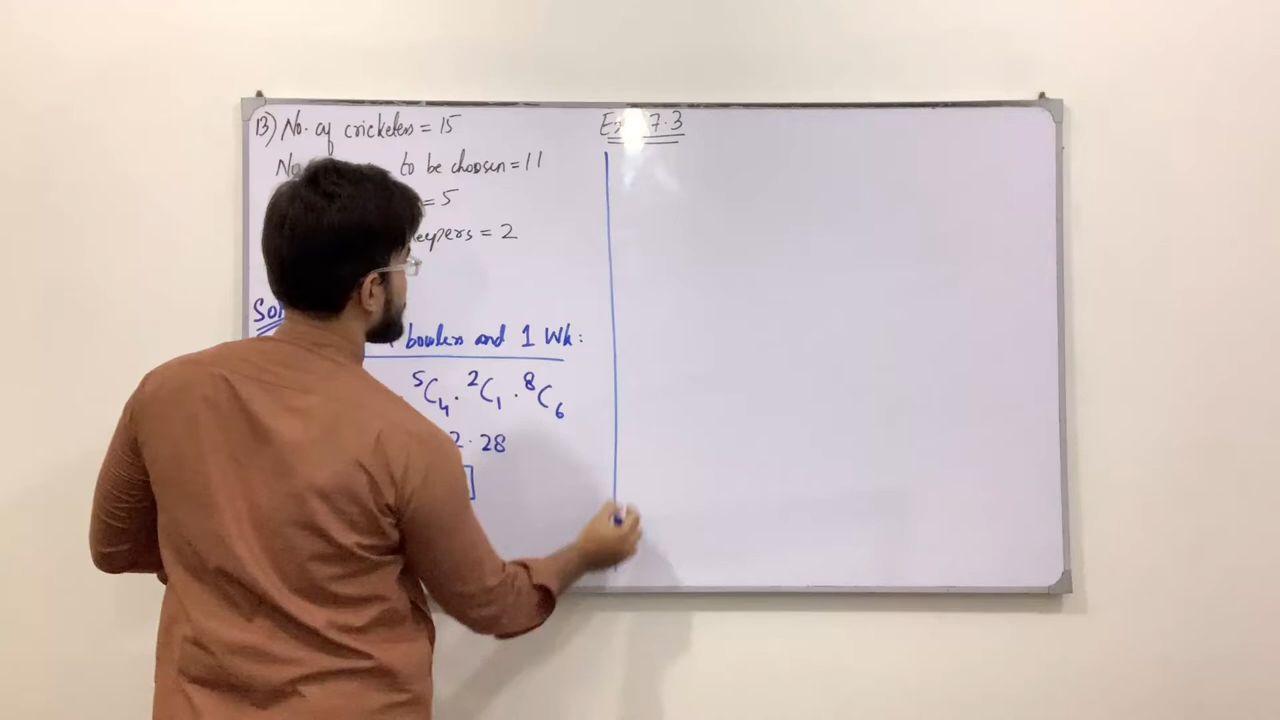 13) No. of cricketers = 15
Ex 7.3
No to be choosen = 11
= 5
eepers = 2
Sol
bowlers and 1 Wk:
⁵C₄ . ²C₁ . ⁸C₆
2 . 28